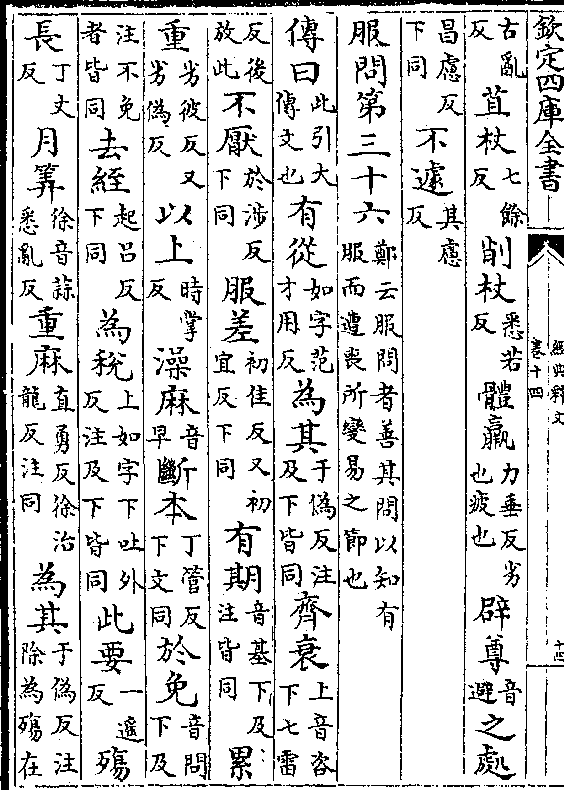 欽定四庫全書
經典釋文
卷十四
十四
古亂反苴杖七餘反削杖悉若反體羸力垂反劣也疲也辟尊音避之處
昌慮反下同不遽其慮反
服問第三十六鄭云服問者善其問以知有服而遭喪所變易之節也
傳曰此引大傳文也有從如字范才用反為其于偽反注及下皆同齊衰上音咨下七雷
反後放此不厭於涉反下同服差初佳反又初宜反下同有期音基下及注皆同累
重劣彼反又劣偽反以上時掌反澡麻音早斷本丁管反下文同於免音問下及
注不免者皆同去絰起呂反下同為稅上如字下吐外反注及下皆同此要一遥反殤
長丁丈反月筭徐音蒜悉亂反重麻直勇反徐治龍反注同為其于偽反注除為殤在